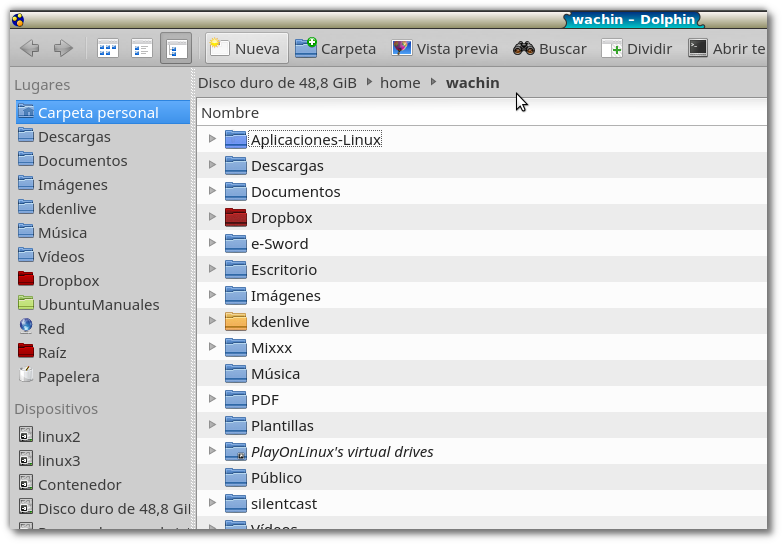 wachin – Dolphin
Nueva Carpeta Vista previa Buscar Dividir Abrir te
Lugares
Carpeta personal
Descargas
Documentos
Imágenes
kdenlive
Música
Vídeos
Dropbox
UbuntuManuales
Red
Raíz
Papelera
Dispositivos
linux2
linux3
Contenedor
Disco duro de 48,8 GiB
Disco duro de 48,8 GiB home wachin
Nombre
Aplicaciones-Linux
Descargas
Documentos
Dropbox
e-Sword
Escritorio
Imágenes
kdenlive
Mixxx
Música
PDF
Plantillas
PlayOnLinux's virtual drives
Público
silentcast
Vídeos